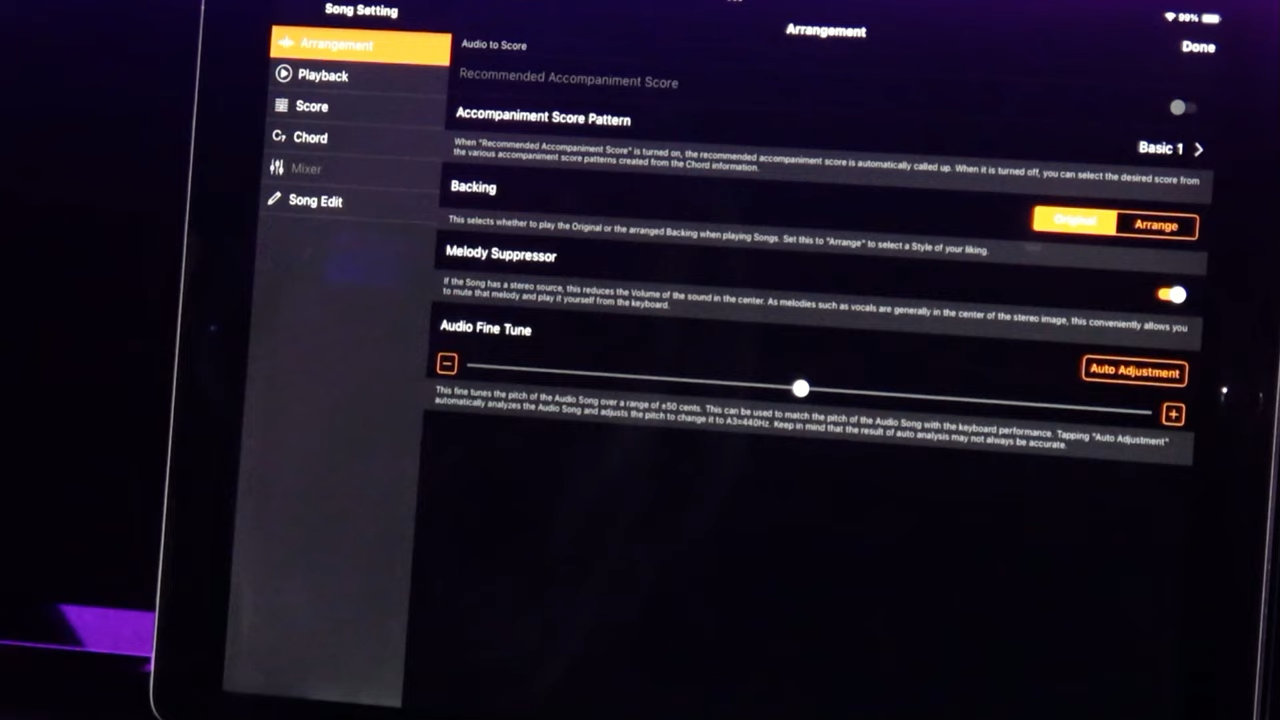 Song Setting
Arrangement
99%
Done
Arrangement
Playback
Score
Chord
Mixer
Song Edit
Audio to Score
Recommended Accompaniment Score
Accompaniment Score Pattern
Basic 1
When "Recommended Accompaniment Score" is turned on, the recommended accompaniment score is automatically called up. When it is turned off, you can select the desired score from
the various accompaniment score patterns created from the Chord information.
Backing
Original
Arrange
This selects whether to play the Original or the arranged Backing when playing Songs. Set this to "Arrange" to select a Style of your liking.
Melody Suppressor
If the Song has a stereo source, this reduces the Volume of the sound in the center. As melodies such as vocals are generally in the center of the stereo image, this conveniently allows you
to mute that melody and play it yourself from the keyboard.
Audio Fine Tune
Auto Adjustment
This fine tunes the pitch of the Audio Song over a range of ±50 cents. This can be used to match the pitch of the Audio Song with the keyboard performance. Tapping "Auto Adjustment"
automatically analyzes the Audio Song and adjusts the pitch to change it to A3=440Hz. Keep in mind that the result of auto analysis may not always be accurate.